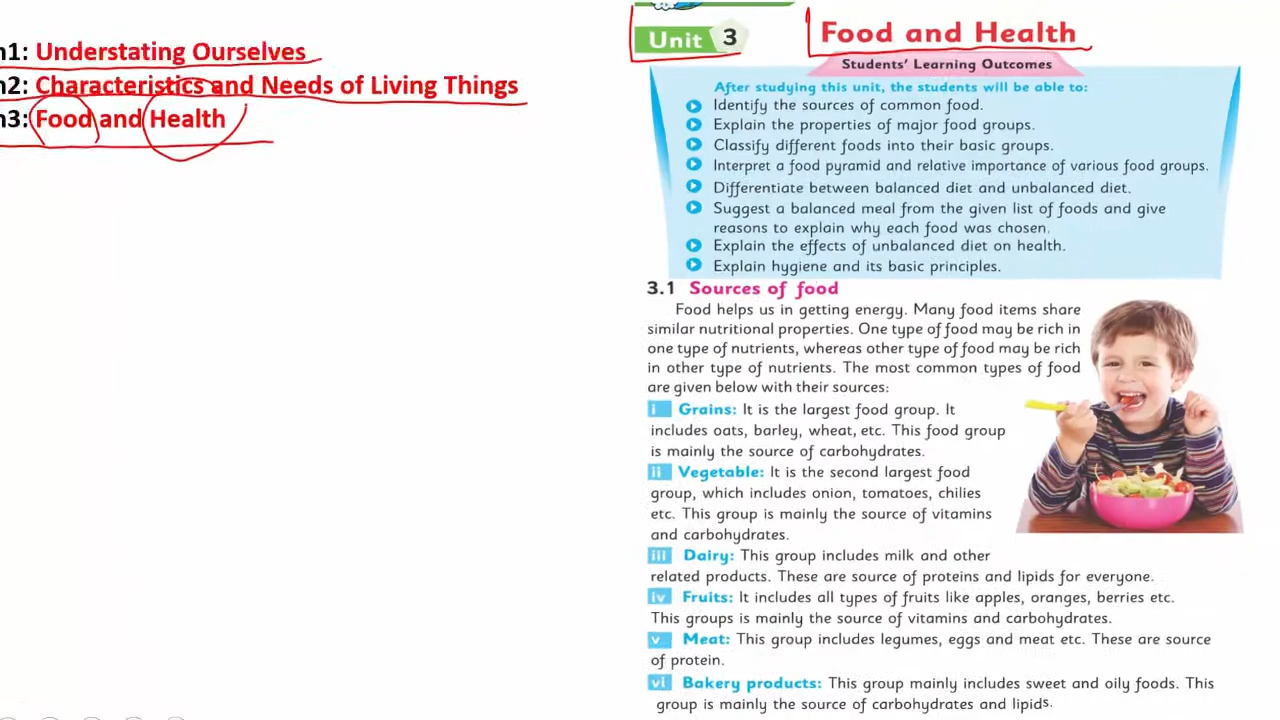 n1: Understating Ourselves
n2: Characteristics and Needs of Living Things
n3: Food and Health
Unit 3
Food and Health
Students' Learning Outcomes
After studying this unit, the students will be able to:
Identify the sources of common food.
Explain the properties of major food groups.
Classify different foods into their basic groups.
Interpret a food pyramid and relative importance of various food groups.
Differentiate between balanced diet and unbalanced diet.
Suggest a balanced meal from the given list of foods and give
reasons to explain why each food was chosen.
Explain the effects of unbalanced diet on health.
Explain hygiene and its basic principles.
3.1 Sources of food
Food helps us in getting energy. Many food items share
similar nutritional properties. One type of food may be rich in
one type of nutrients, whereas other type of food may be rich
in other type of nutrients. The most common types of food
are given below with their sources:
i Grains: It is the largest food group. It
includes oats, barley, wheat, etc. This food group
is mainly the source of carbohydrates.
ii Vegetable: It is the second largest food
group, which includes onion, tomatoes, chilies
etc. This group is mainly the source of vitamins
and carbohydrates.
iii Dairy: This group includes milk and other
related products. These are source of proteins and lipids for everyone.
iv Fruits: It includes all types of fruits like apples, oranges, berries etc.
This groups is mainly the source of vitamins and carbohydrates.
v Meat: This group includes legumes, eggs and meat etc. These are source
of protein.
vi Bakery products: This group mainly includes sweet and oily foods. This
group is mainly the source of carbohydrates and lipids.